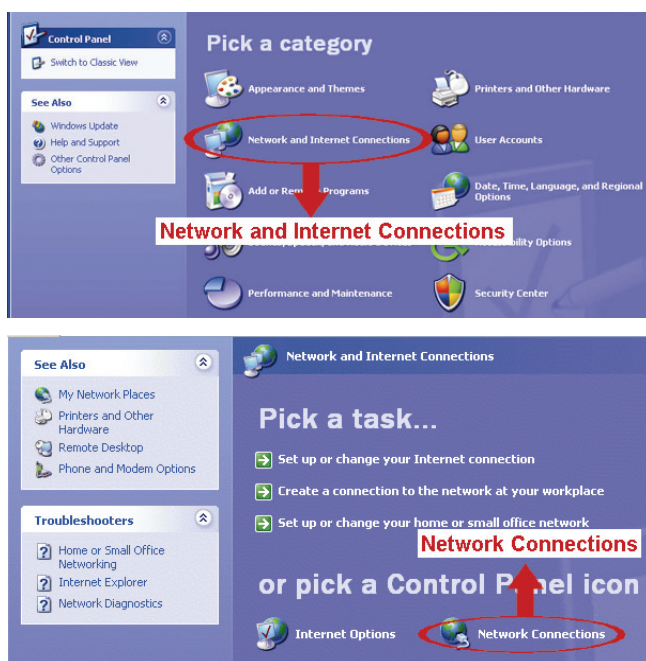 Control Panel
Switch to Classic View
See Also
Windows Update
Help and Support
Other Control Panel
Options
Pick a category
Appearance and Themes
Printers and Other Hardware
Network and Internet Connections
User Accounts
Add or Programs
Date, Time, Language, and Regional
Options
Network and Internet Connections
Options
Performance and Maintenance
Security Center
See Also
My Network Places
Printers and Other
Hardware
Remote Desktop
Phone and Modem Options
Troubleshooters
Home or Small Office
Networking
Internet Explorer
Network Diagnostics
Network and Internet Connections
Pick a task...
Set up or change your Internet connection
Create a connection to the network at your workplace
Set up or change your home or small office network
Network Connections
or pick a Control Panel icon
Internet Options
Network Connections